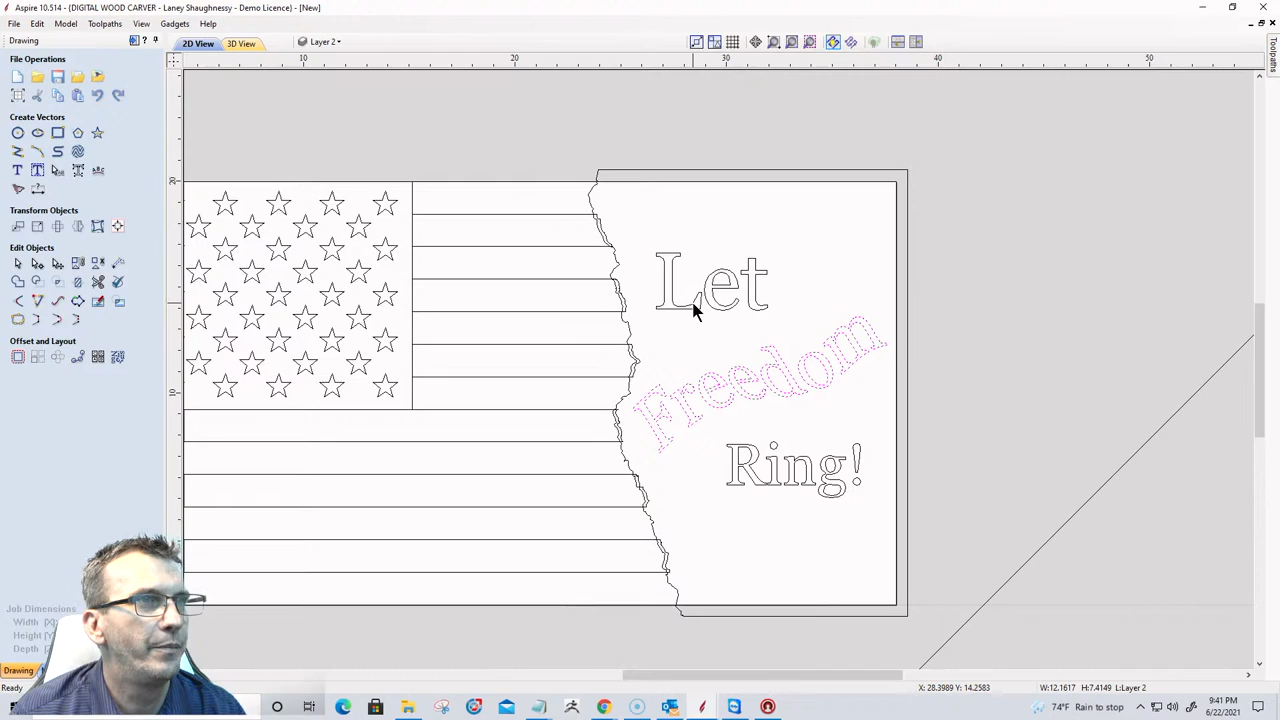 Aspire 10.514 - (DIGITAL WOOD CARVER - Laney Shaughnessy - Demo Licence) - [New]
File Edit Model Toolpaths View Gadgets Help
Drawing
2D View 3D View Layer 2
10 20 30 40 50
File Operations
Create Vectors
Transform Objects
Edit Objects
Offset and Layout
Toolpaths
20
10
Let
Freedom
Ring!
Job Dimensions
Width
Height
Depth
Drawing
Ready
X: 28.3989 Y: 14.2583
W:12.1617 H:7.4149 L:Layer 2
74°F Rain to stop
9:41 PM
6/22/2021